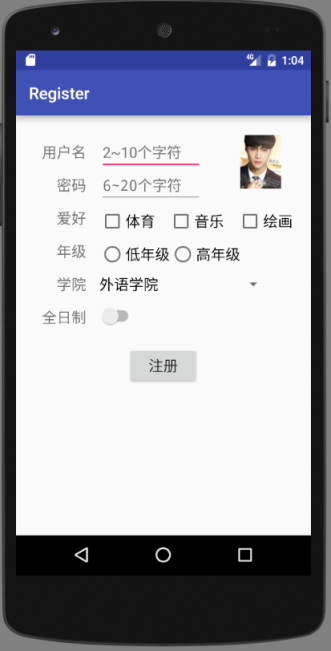 4G 1:04
Register
用户名 2~10个字符
密码 6~20个字符
爱好 体育 音乐 绘画
年级 低年级 高年级
学院 外语学院
全日制
注册